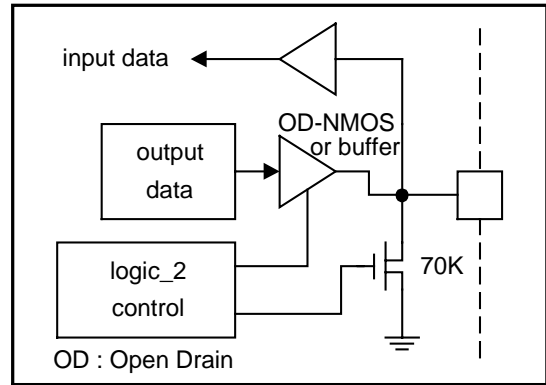 input data
OD-NMOS
or buffer
output
data
logic_2
control
70K
OD : Open Drain